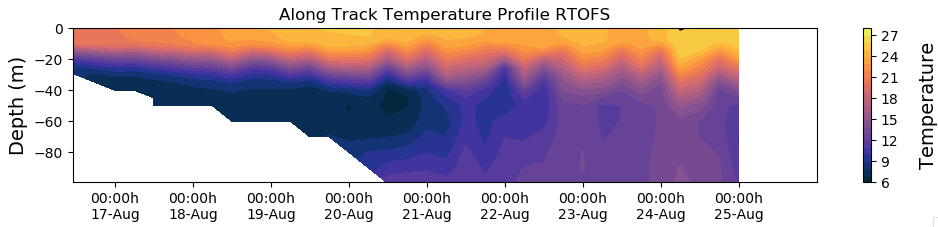 Along Track Temperature Profile RTOFS
Depth (m)
0
−20
−40
−60
−80
00:00h 00:00h 00:00h 00:00h 00:00h 00:00h 00:00h 00:00h 00:00h
17-Aug 18-Aug 19-Aug 20-Aug 21-Aug 22-Aug 23-Aug 24-Aug 25-Aug
27
24
21
18
15
12
9
6
Temperature